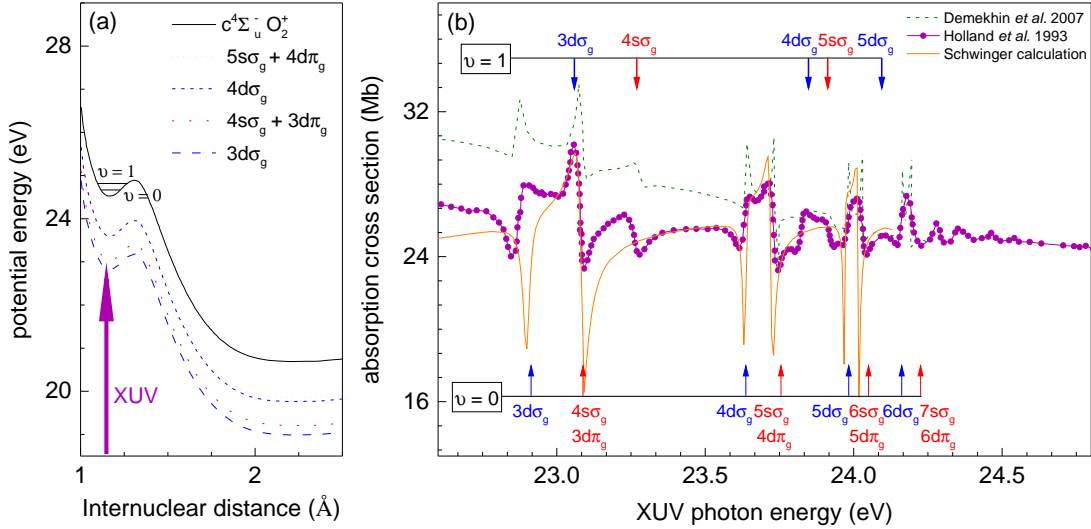 (a)
c⁴Σ⁻ᵤ O₂⁺
5sσg + 4dπg
4dσg
4sσg + 3dπg
3dσg
υ = 1
υ = 0
XUV
28
26
24
22
20
potential energy (eV)
1
2
Internuclear distance (Å)
(b)
Demekhin et al. 2007
Holland et al. 1993
Schwinger calculation
υ = 1
3dσg
4sσg
4dσg
5sσg
5dσg
32
24
16
absorption cross section (Mb)
υ = 0
3dσg
4sσg
4dσg
5sσg
5dσg
6sσg
6dσg
7sσg
3dπg
4dπg
5dπg
6dπg
23.0
23.5
24.0
24.5
XUV photon energy (eV)